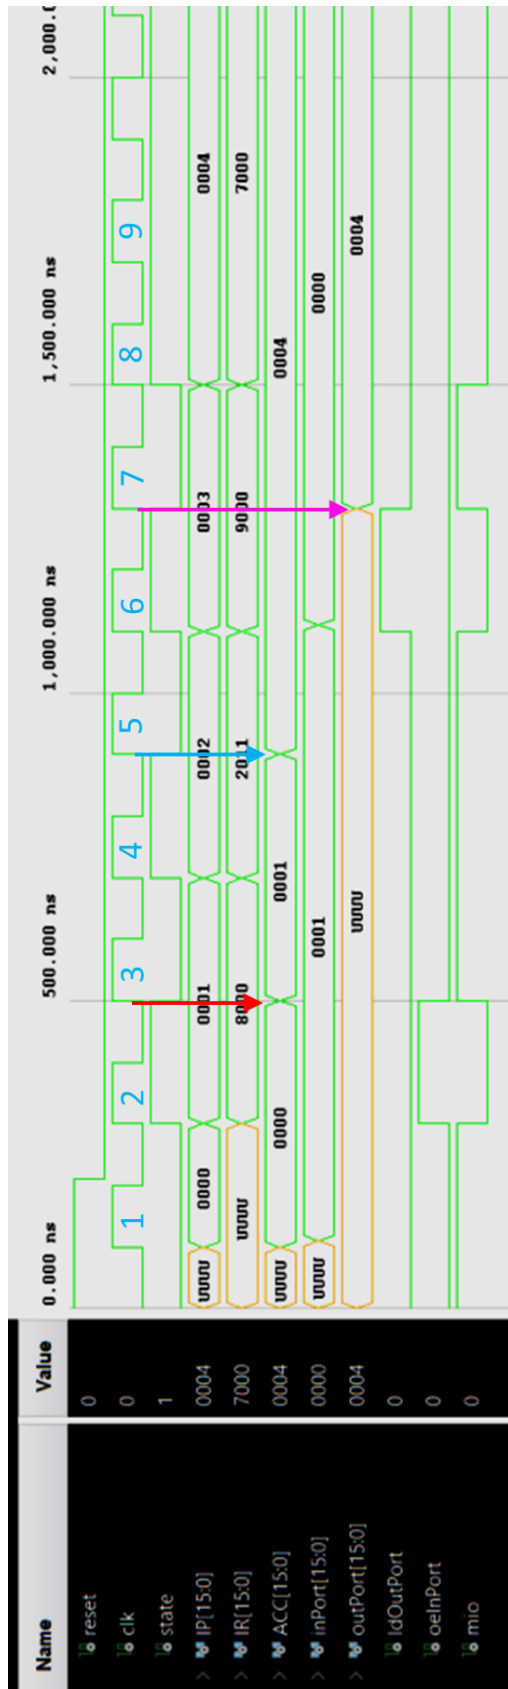 Name Value 0.000 ns 500.000 ns 1,000.000 ns 1,500.000 ns
reset 0
clk 0 1 2 3 4 5 6 7 8 9
state 1
IP[15:0] 0004 UUUU 0000 0001 0002 0003 0004
IR[15:0] 7000 UUUU 8000 2011 9000 7000
ACC[15:0] 0004 UUUU 0000 0001 0004
inPort[15:0] 0000 UUUU 0001 0000
outPort[15:0] 0004 UUUU 0004
ldOutPort 0
oeInPort 0
mio 0